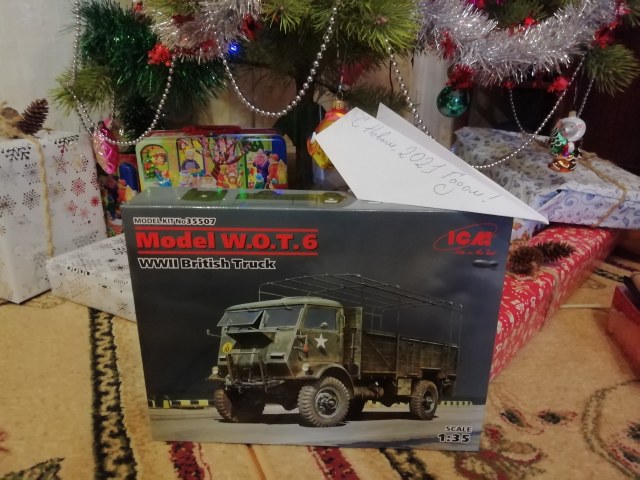 С Новым 2021 Годом!
MODEL KIT No 35507
Model W.O.T. 6
WWII British Truck
ICM
SCALE
1:35